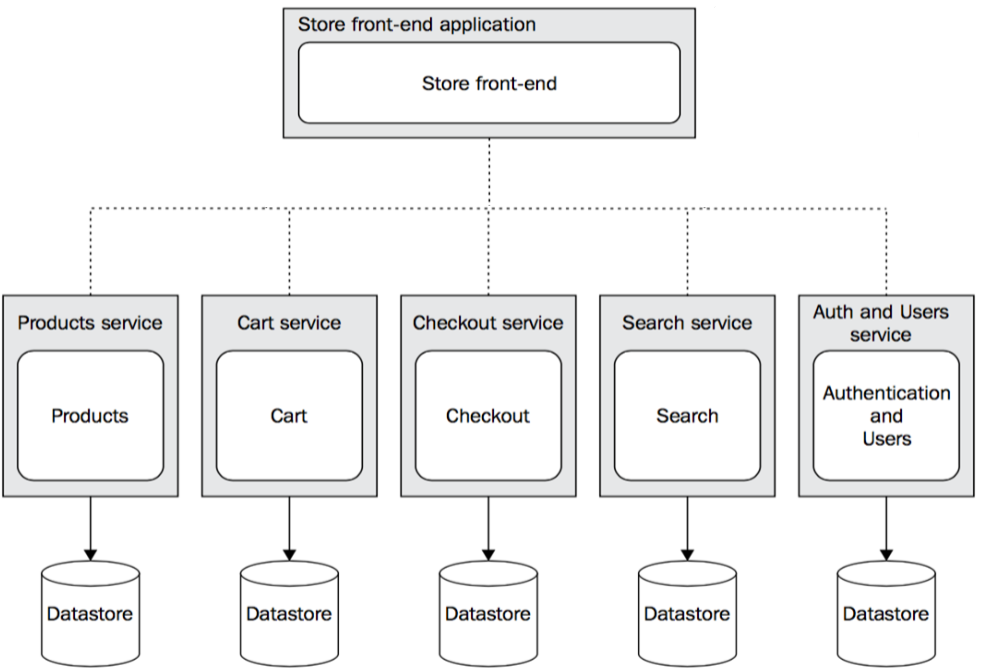 Store front-end application
Store front-end
Products service
Cart service
Checkout service
Search service
Auth and Users
service
Products
Cart
Checkout
Search
Authentication
and
Users
Datastore
Datastore
Datastore
Datastore
Datastore